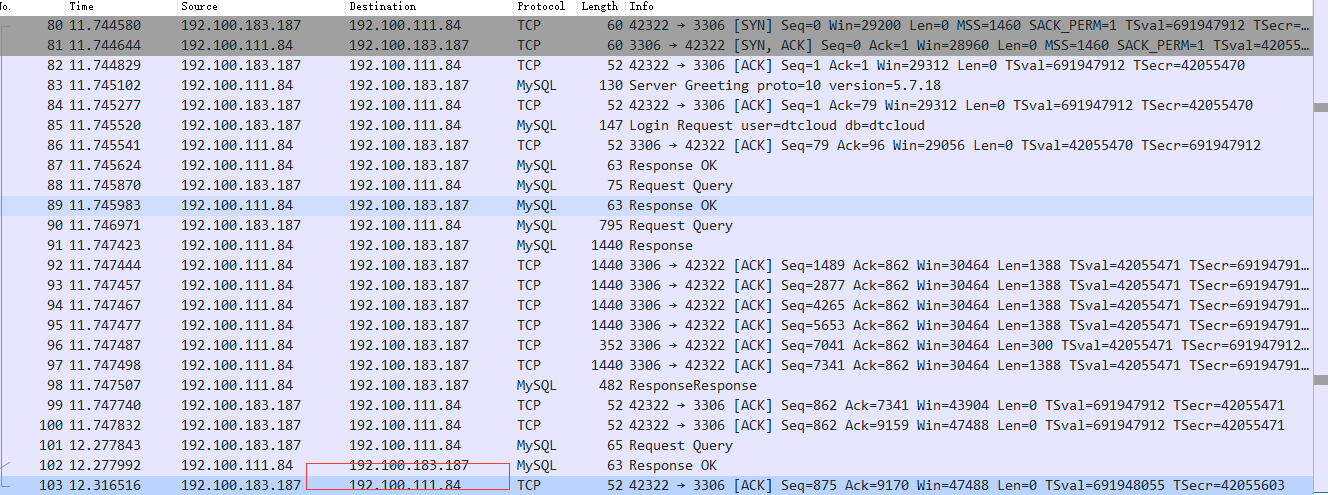 No. Time Source Destination Protocol Length Info
80 11.744580 192.100.183.187 192.100.111.84 TCP 60 42322 → 3306 [SYN] Seq=0 Win=29200 Len=0 MSS=1460 SACK_PERM=1 TSval=691947912 TSecr=…
81 11.744644 192.100.111.84 192.100.183.187 TCP 60 3306 → 42322 [SYN, ACK] Seq=0 Ack=1 Win=28960 Len=0 MSS=1460 SACK_PERM=1 TSval=42055…
82 11.744829 192.100.183.187 192.100.111.84 TCP 52 42322 → 3306 [ACK] Seq=1 Ack=1 Win=29312 Len=0 TSval=691947912 TSecr=42055470
83 11.745102 192.100.111.84 192.100.183.187 MySQL 130 Server Greeting proto=10 version=5.7.18
84 11.745277 192.100.183.187 192.100.111.84 TCP 52 42322 → 3306 [ACK] Seq=1 Ack=79 Win=29312 Len=0 TSval=691947912 TSecr=42055470
85 11.745520 192.100.183.187 192.100.111.84 MySQL 147 Login Request user=dtcloud db=dtcloud
86 11.745541 192.100.111.84 192.100.183.187 TCP 52 3306 → 42322 [ACK] Seq=79 Ack=96 Win=29056 Len=0 TSval=42055470 TSecr=691947912
87 11.745624 192.100.111.84 192.100.183.187 MySQL 63 Response OK
88 11.745870 192.100.183.187 192.100.111.84 MySQL 75 Request Query
89 11.745983 192.100.111.84 192.100.183.187 MySQL 63 Response OK
90 11.746971 192.100.183.187 192.100.111.84 MySQL 795 Request Query
91 11.747423 192.100.111.84 192.100.183.187 MySQL 1440 Response
92 11.747444 192.100.111.84 192.100.183.187 TCP 1440 3306 → 42322 [ACK] Seq=1489 Ack=862 Win=30464 Len=1388 TSval=42055471 TSecr=69194791…
93 11.747457 192.100.111.84 192.100.183.187 TCP 1440 3306 → 42322 [ACK] Seq=2877 Ack=862 Win=30464 Len=1388 TSval=42055471 TSecr=69194791…
94 11.747467 192.100.111.84 192.100.183.187 TCP 1440 3306 → 42322 [ACK] Seq=4265 Ack=862 Win=30464 Len=1388 TSval=42055471 TSecr=69194791…
95 11.747477 192.100.111.84 192.100.183.187 TCP 1440 3306 → 42322 [ACK] Seq=5653 Ack=862 Win=30464 Len=1388 TSval=42055471 TSecr=69194791…
96 11.747487 192.100.111.84 192.100.183.187 TCP 352 3306 → 42322 [ACK] Seq=7041 Ack=862 Win=30464 Len=300 TSval=42055471 TSecr=691947912…
97 11.747498 192.100.111.84 192.100.183.187 TCP 1440 3306 → 42322 [ACK] Seq=7341 Ack=862 Win=30464 Len=1388 TSval=42055471 TSecr=69194791…
98 11.747507 192.100.111.84 192.100.183.187 MySQL 482 ResponseResponse
99 11.747740 192.100.183.187 192.100.111.84 TCP 52 42322 → 3306 [ACK] Seq=862 Ack=7341 Win=43904 Len=0 TSval=691947912 TSecr=42055471
100 11.747832 192.100.183.187 192.100.111.84 TCP 52 42322 → 3306 [ACK] Seq=862 Ack=9159 Win=47488 Len=0 TSval=691947912 TSecr=42055471
101 12.277843 192.100.183.187 192.100.111.84 MySQL 65 Request Query
102 12.277992 192.100.111.84 192.100.183.187 MySQL 63 Response OK
103 12.316516 192.100.183.187 192.100.111.84 TCP 52 42322 → 3306 [ACK] Seq=875 Ack=9170 Win=47488 Len=0 TSval=691948055 TSecr=42055603